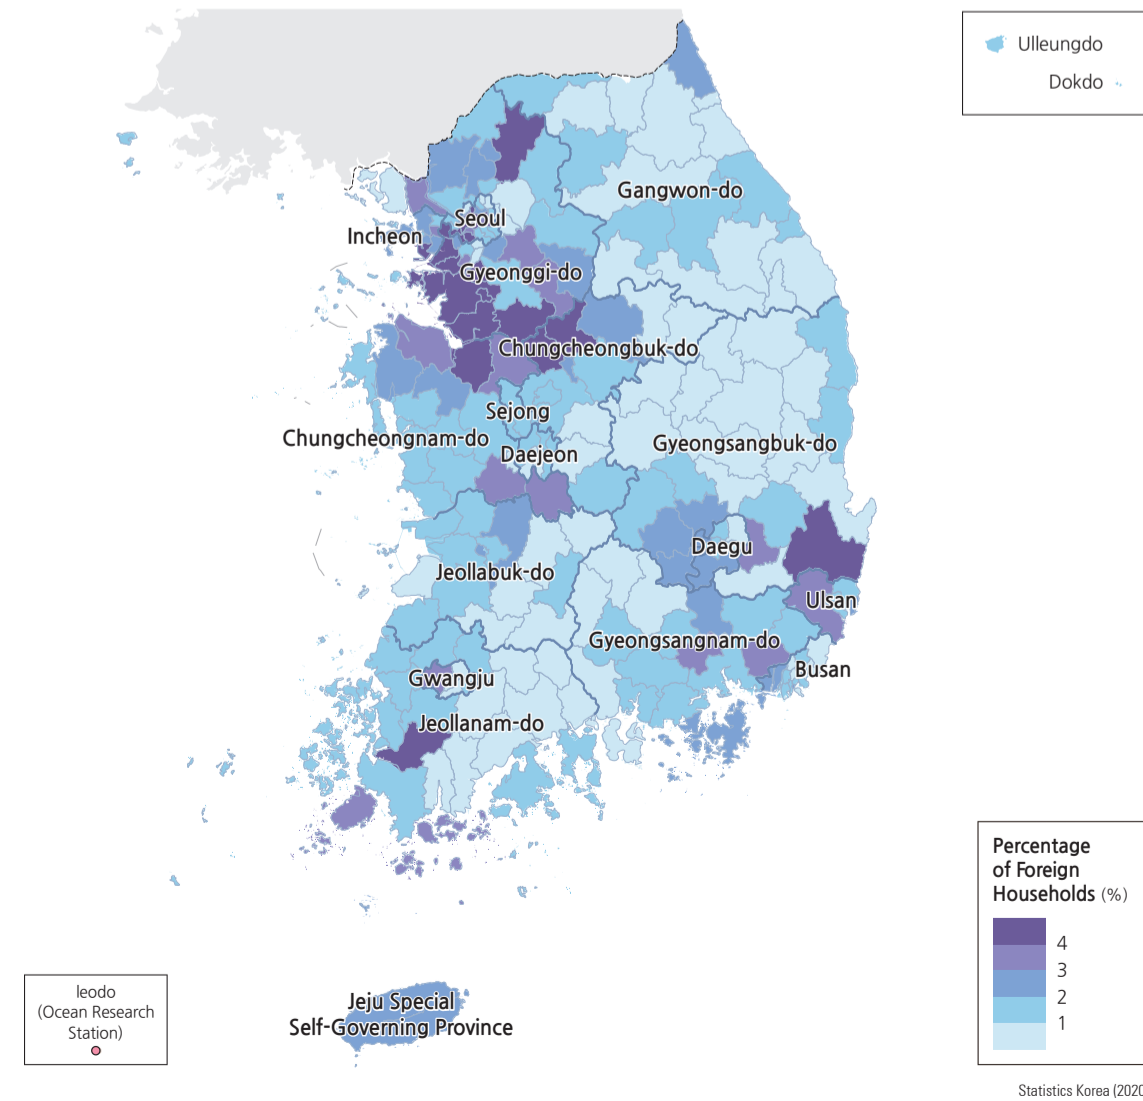 Ulleungdo
Dokdo
Gangwon-do
Seoul
Incheon
Gyeonggi-do
Chungcheongbuk-do
Sejong
Chungcheongnam-do
Daejeon
Gyeongsangbuk-do
Daegu
Jeollabuk-do
Ulsan
Gyeongsangnam-do
Busan
Gwangju
Jeollanam-do
Percentage
of Foreign
Households (%)
4
3
2
1
Ieodo
(Ocean Research
Station)
Jeju Special
Self-Governing Province
Statistics Korea (2020